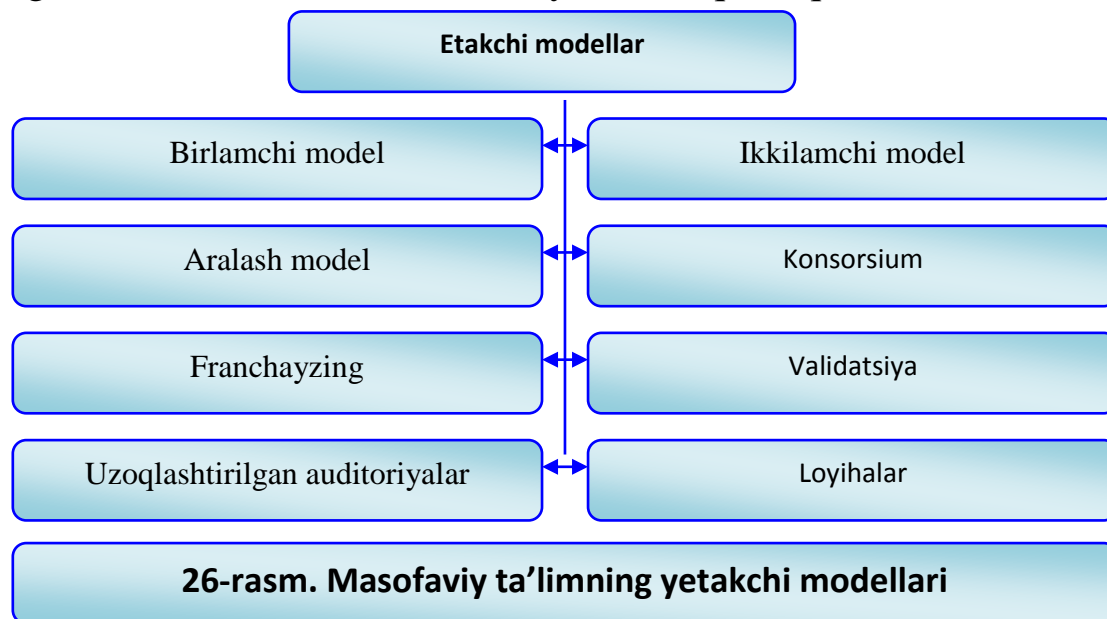 Etakchi modellar
Birlamchi model
Ikkilamchi model
Aralash model
Konsorsium
Franchayzing
Validatsiya
Uzoqlashtirilgan auditoriyalar
Loyihalar
26-rasm. Masofaviy ta’limning yetakchi modellari